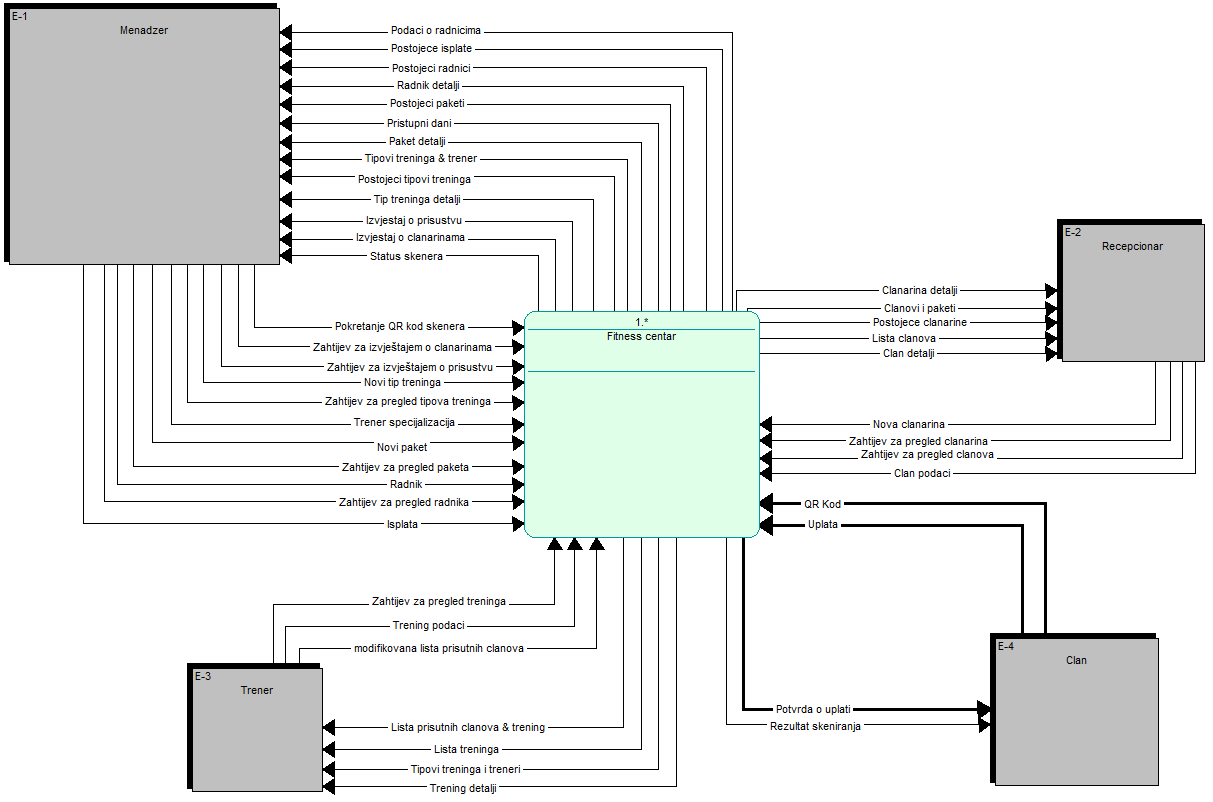 E-1
Menadzer
Podaci o radnicima
Postojece isplate
Postojeci radnici
Radnik detalji
Postojeci paketi
Pristupni dani
Paket detalji
Tipovi treninga & trener
Postojeci tipovi treninga
Tip treninga detalji
Izvjestaj o prisustvu
Izvjestaj o clanarinama
Status skenera
E-2
Recepcionar
Clanarina detalji
Clanovi i paketi
Postojece clanarine
Lista clanova
Clan detalji
1.*
Fitness centar
Pokretanje QR kod skenera
Zahtijev za izvještajem o clanarinama
Zahtijev za izvještajem o prisustvu
Novi tip treninga
Zahtijev za pregled tipova treninga
Trener specijalizacija
Novi paket
Zahtijev za pregled paketa
Radnik
Zahtijev za pregled radnika
Isplata
Nova clanarina
Zahtijev za pregled clanarina
Zahtijev za pregled clanova
Clan podaci
QR Kod
Uplata
Zahtijev za pregled treninga
Trening podaci
modifikovana lista prisutnih clanova
E-3
Trener
Lista prisutnih clanova & trening
Lista treninga
Tipovi treninga i treneri
Trening detalji
E-4
Clan
Potvrda o uplati
Rezultat skeniranja